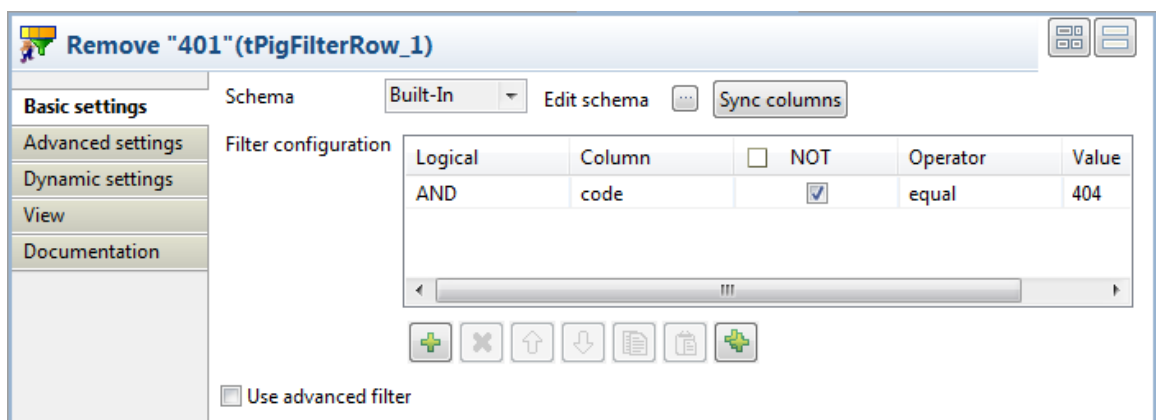 Remove "401"(tPigFilterRow_1)
Basic settings
Advanced settings
Dynamic settings
View
Documentation
Schema Built-In Edit schema ... Sync columns
Filter configuration
Logical Column NOT Operator Value
AND code equal 404
Use advanced filter